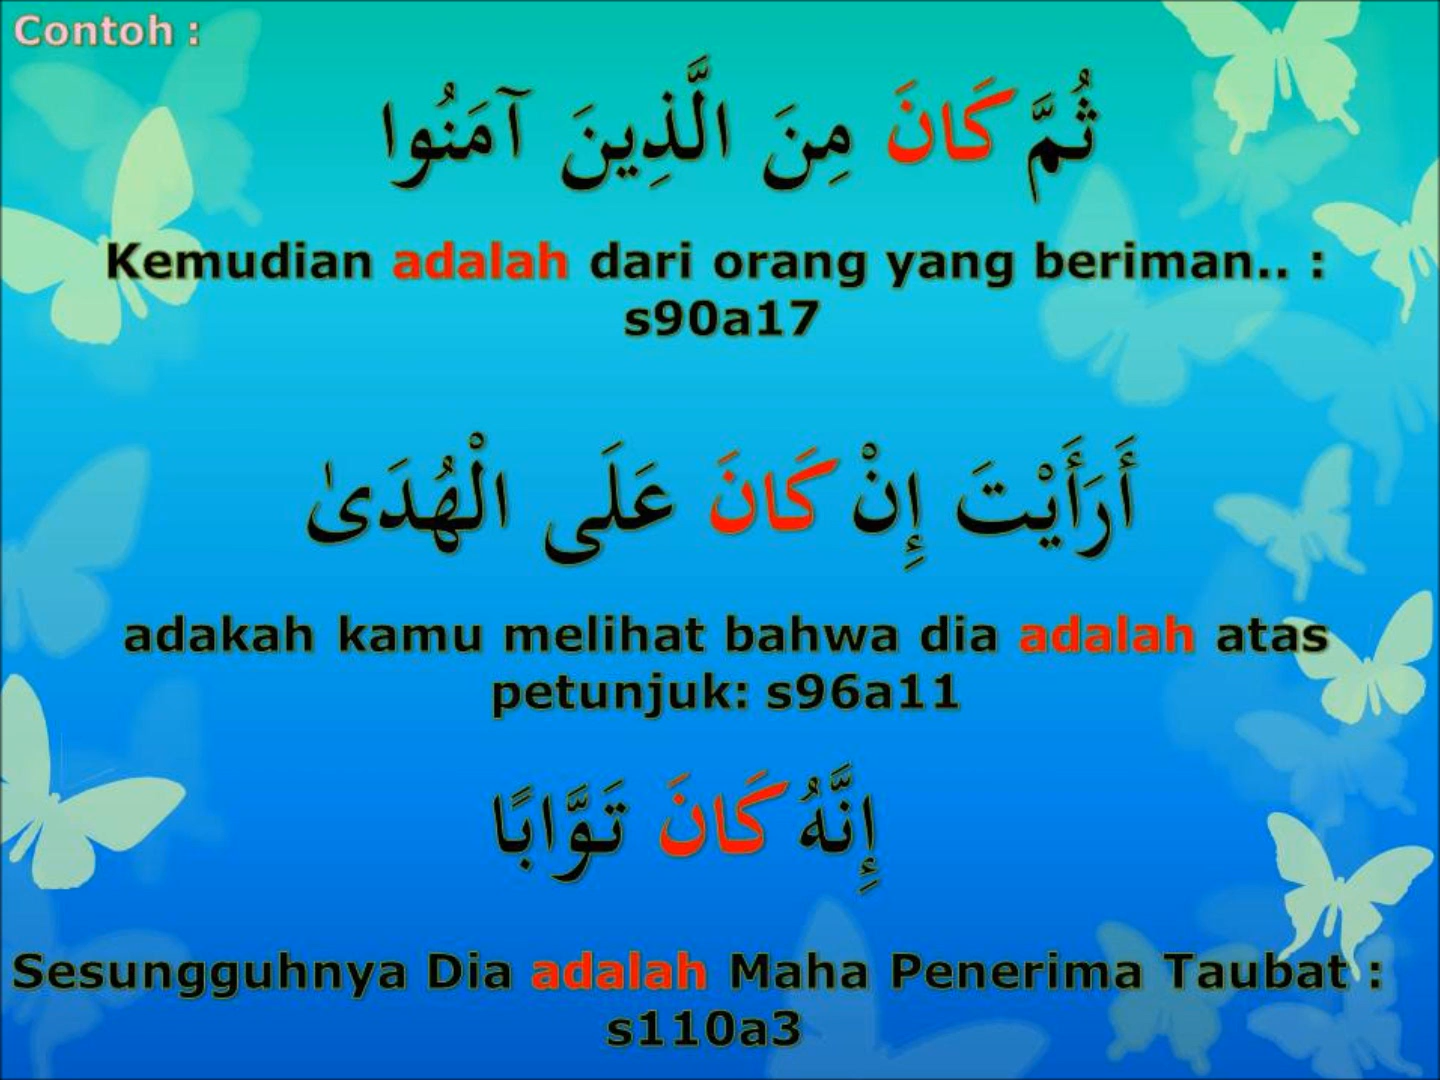 Contoh :
ثُمَّ كَانَ مِنَ الَّذِينَ آمَنُوا
Kemudian adalah dari orang yang beriman.. :
s90a17
أَرَأَيْتَ إِنْ كَانَ عَلَى الْهُدَىٰ
adakah kamu melihat bahwa dia adalah atas
petunjuk: s96a11
إِنَّهُ كَانَ تَوَّابًا
Sesungguhnya Dia adalah Maha Penerima Taubat :
s110a3